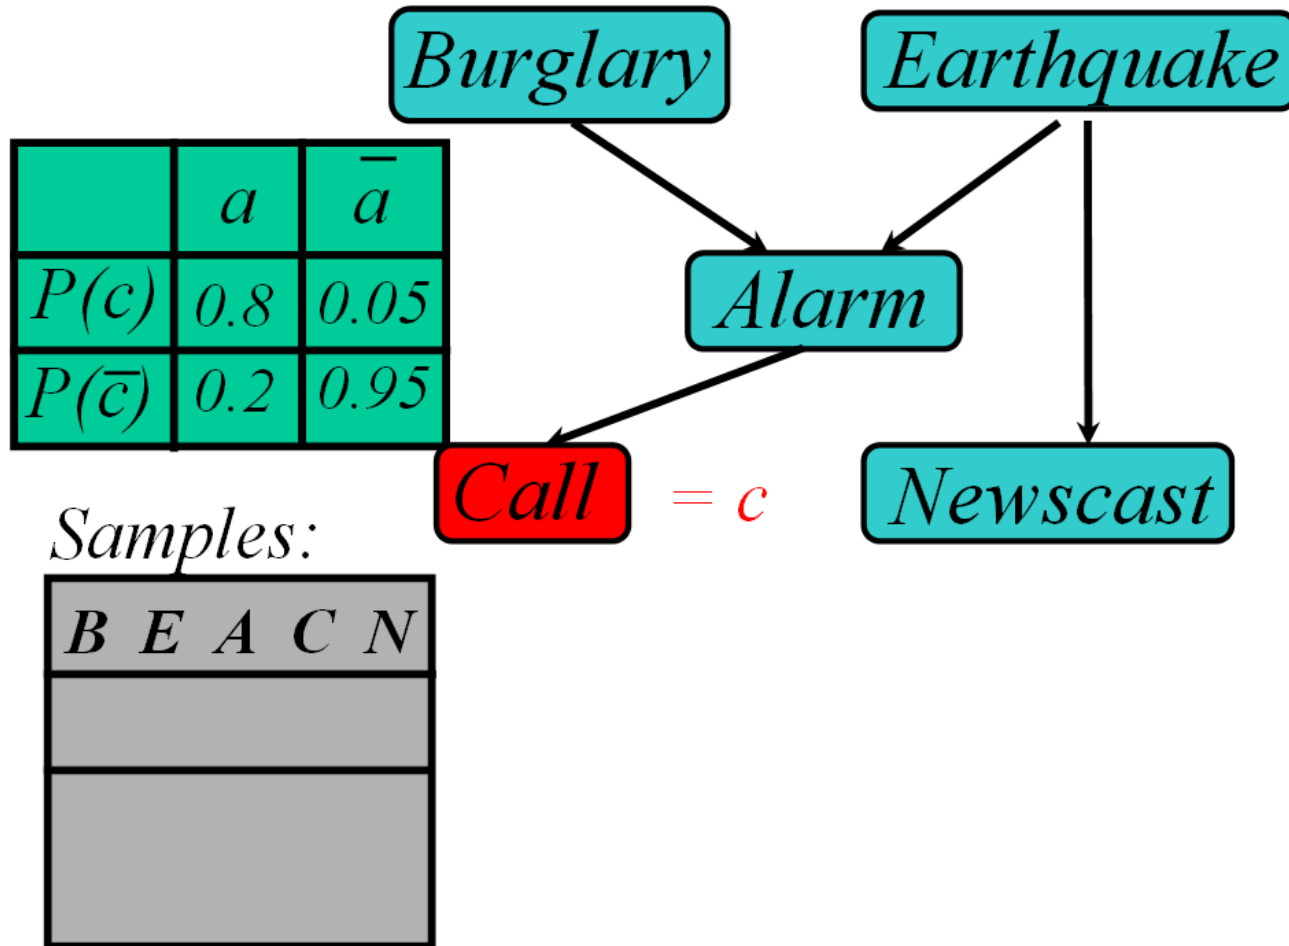 Burglary
Earthquake
a a̅
P(c) 0.8 0.05
P(c̅) 0.2 0.95
Alarm
Call = c
Newscast
Samples:
B E A C N